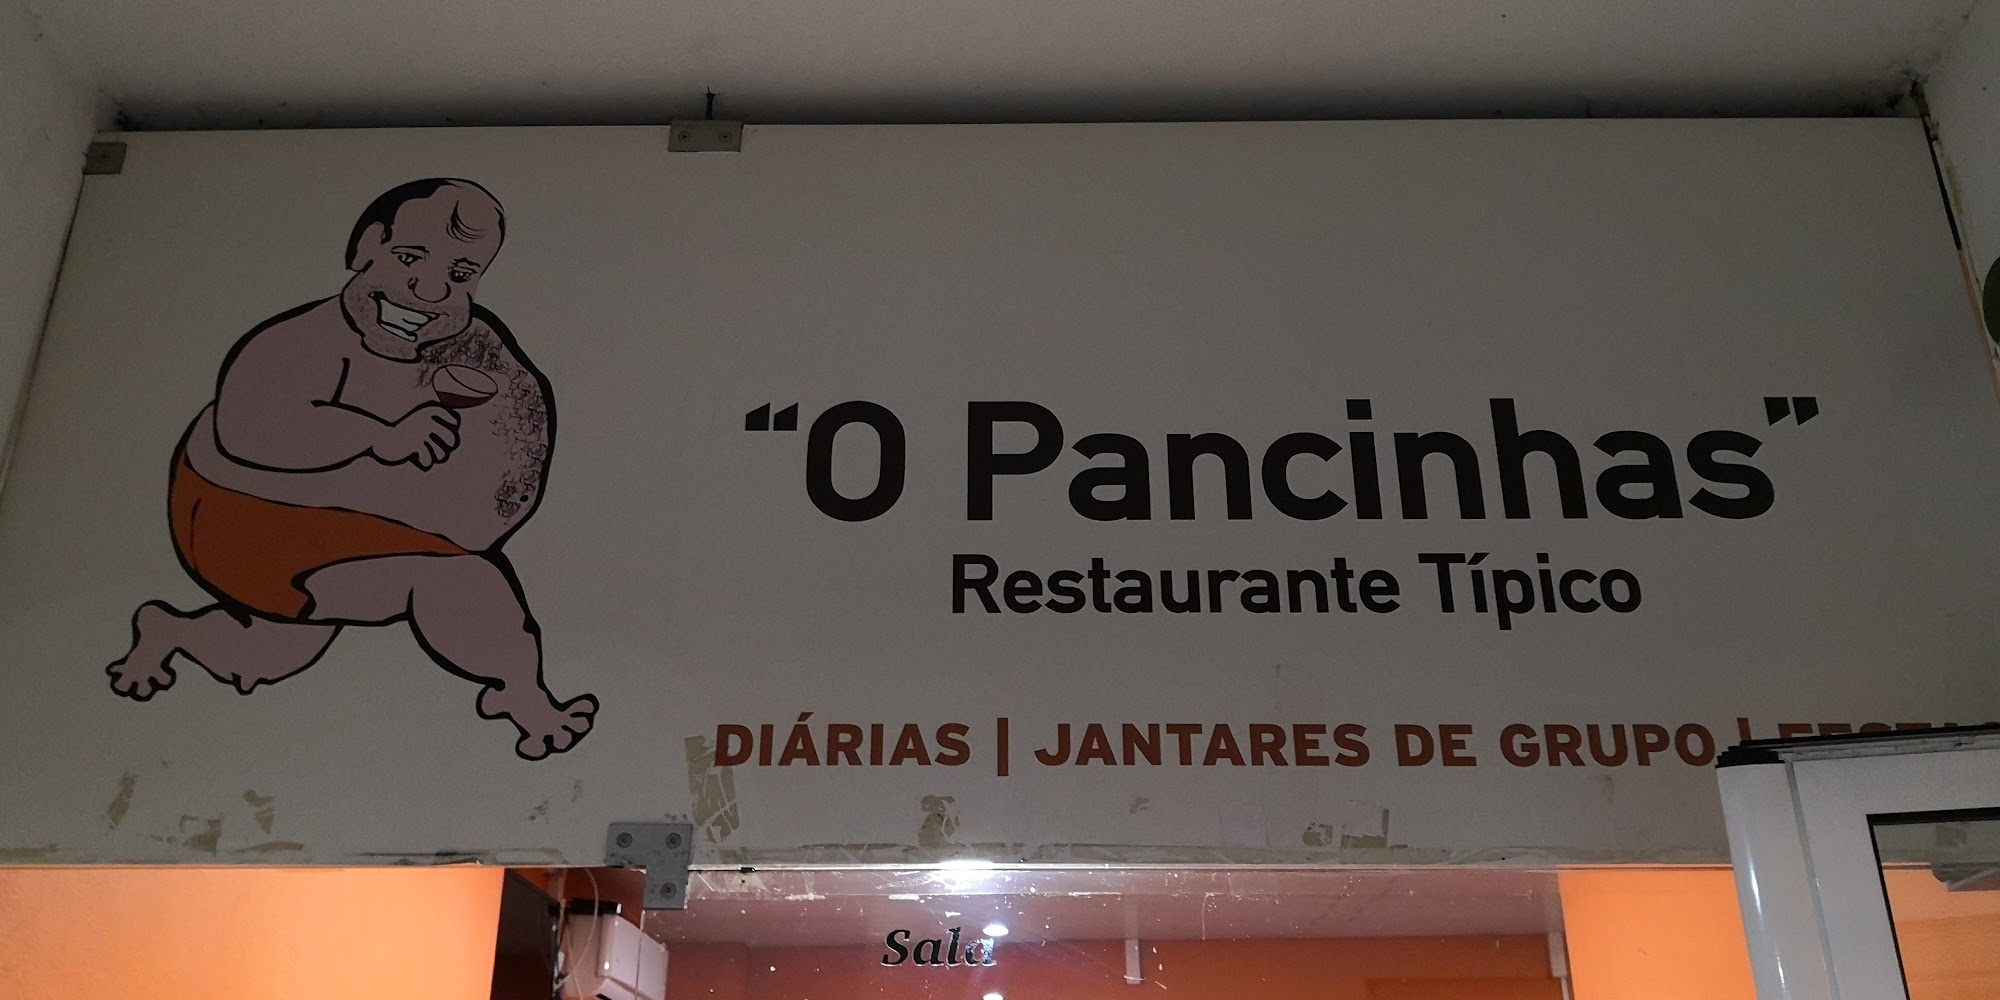 “O Pancinhas”
Restaurante Típico
DIÁRIAS | JANTARES DE GRUPO |
Sala